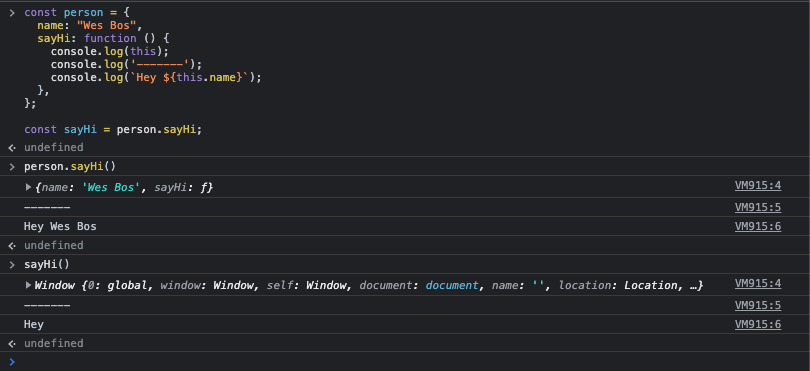 > const person = {
name: "Wes Bos",
sayHi: function () {
console.log(this);
console.log('-------');
console.log(`Hey ${this.name}`);
},
};
const sayHi = person.sayHi;
undefined
> person.sayHi()
{name: 'Wes Bos', sayHi: ƒ} VM915:4
------- VM915:5
Hey Wes Bos VM915:6
undefined
> sayHi()
Window {0: global, window: Window, self: Window, document: document, name: '', location: Location, …} VM915:4
------- VM915:5
Hey VM915:6
undefined
>